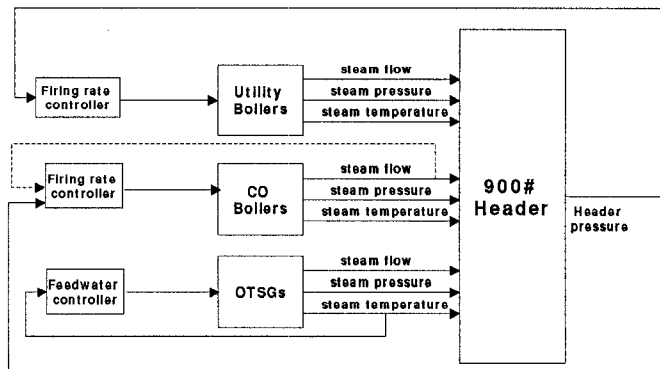 steam flow
Firing rate
controller
Utility
Boilers
steam pressure
steam temperature
steam flow
Firing rate
controller
CO
Boilers
steam pressure
steam temperature
900#
Header
Header
pressure
steam flow
Feedwater
controller
OTSGs
steam pressure
steam temperature